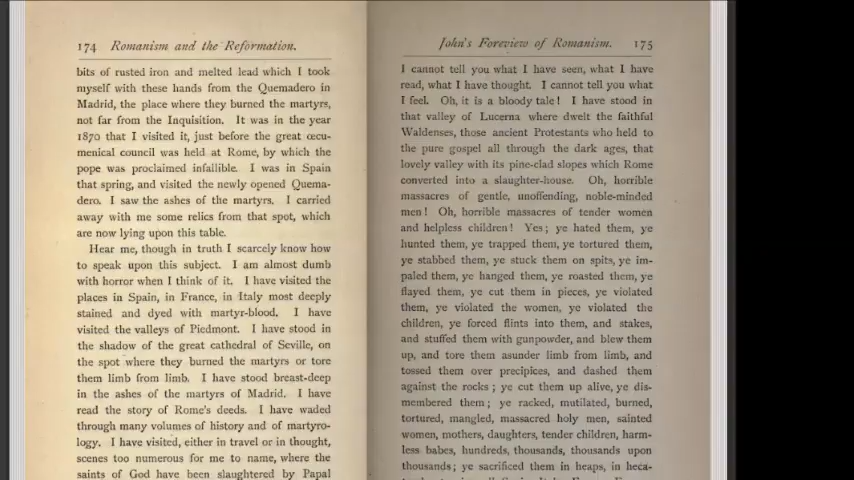 174 Romanism and the Reformation.
bits of rusted iron and melted lead which I took
myself with these hands from the Quemadero in
Madrid, the place where they burned the martyrs,
not far from the Inquisition. It was in the year
1870 that I visited it, just before the great œcu-
menical council was held at Rome, by which the
pope was proclaimed infallible. I was in Spain
that spring, and visited the newly opened Quema-
dero. I saw the ashes of the martyrs. I carried
away with me some relics from that spot, which
are now lying upon this table.
Hear me, though in truth I scarcely know how
to speak upon this subject. I am almost dumb
with horror when I think of it. I have visited the
places in Spain, in France, in Italy most deeply
stained and dyed with martyr-blood. I have
visited the valleys of Piedmont. I have stood in
the shadow of the great cathedral of Seville, on
the spot where they burned the martyrs or tore
them limb from limb. I have stood breast-deep
in the ashes of the martyrs of Madrid. I have
read the story of Rome's deeds. I have waded
through many volumes of history and of martyro-
logy. I have visited, either in travel or in thought,
scenes too numerous for me to name, where the
saints of God have been slaughtered by Papal
John's Foreview of Romanism. 175
I cannot tell you what I have seen, what I have
read, what I have thought. I cannot tell you what
I feel. Oh, it is a bloody tale! I have stood in
that valley of Lucerna where dwelt the faithful
Waldenses, those ancient Protestants who held to
the pure gospel all through the dark ages, that
lovely valley with its pine-clad slopes which Rome
converted into a slaughter-house. Oh, horrible
massacres of gentle, unoffending, noble-minded
men! Oh, horrible massacres of tender women
and helpless children! Yes; ye hated them, ye
hunted them, ye trapped them, ye tortured them,
ye stabbed them, ye stuck them on spits, ye im-
paled them, ye hanged them, ye roasted them, ye
flayed them, ye cut them in pieces, ye violated
them, ye violated the women, ye violated the
children, ye forced flints into them, and stakes,
and stuffed them with gunpowder, and blew them
up, and tore them asunder limb from limb, and
tossed them over precipices, and dashed them
against the rocks; ye cut them up alive, ye dis-
membered them; ye racked, mutilated, burned,
tortured, mangled, massacred holy men, sainted
women, mothers, daughters, tender children, harm-
less babes, hundreds, thousands, thousands upon
thousands; ye sacrificed them in heaps, in heca-